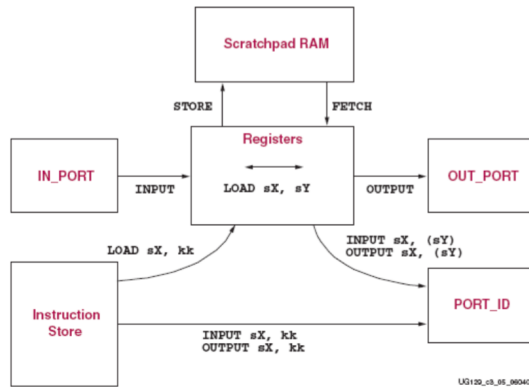 Scratchpad RAM
STORE
FETCH
Registers
IN_PORT
INPUT
LOAD sX, sY
OUTPUT
OUT_PORT
LOAD sX, kk
INPUT sX, (sY)
OUTPUT sX, (sY)
Instruction
Store
PORT_ID
INPUT sX, kk
OUTPUT sX, kk